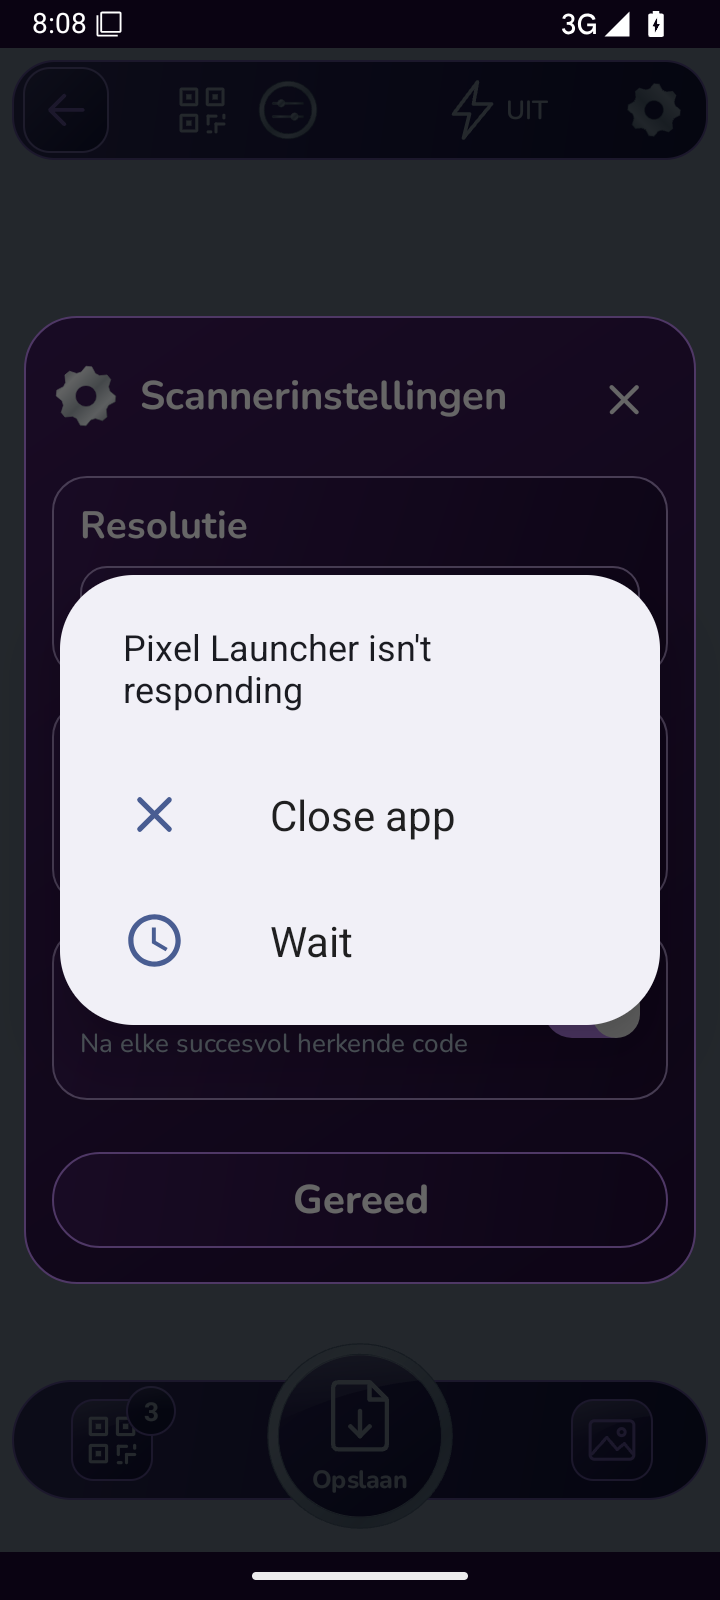 8:08
3G
UIT
Scannerinstellingen
Resolutie
Pixel Launcher isn't
responding
Close app
Wait
Na elke succesvol herkende code
Gereed
3
Opslaan